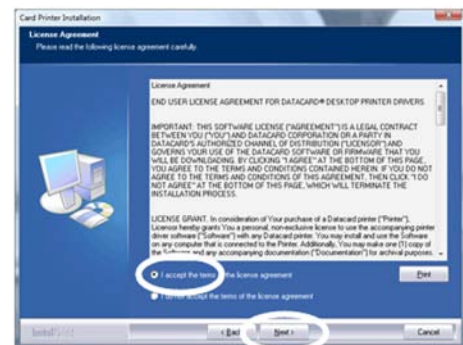 Card Printer Installation
License Agreement
Please read the following license agreement carefully.
License Agreement
END USER LICENSE AGREEMENT FOR DATACARD® DESKTOP PRINTER DRIVERS
IMPORTANT: THIS SOFTWARE LICENSE ("AGREEMENT") IS A LEGAL CONTRACT
BETWEEN YOU ("YOU") AND DATACARD CORPORATION OR A PARTY IN
DATACARD'S AUTHORIZED CHANNEL OF DISTRIBUTION ("LICENSOR") AND
GOVERNS YOUR USE OF THE DATACARD SOFTWARE OR FIRMWARE THAT YOU
WILL BE DOWNLOADING. BY CLICKING "I AGREE" AT THE BOTTOM OF THIS PAGE,
YOU AGREE TO THE TERMS AND CONDITIONS CONTAINED HEREIN. IF YOU DO NOT
AGREE TO THE TERMS AND CONDITIONS OF THIS AGREEMENT, THEN CLICK "I DO
NOT AGREE" AT THE BOTTOM OF THIS PAGE, WHICH WILL TERMINATE THE
INSTALLATION PROCESS.
LICENSE GRANT. In consideration of Your purchase of a Datacard printer ("Printer"),
Licensor hereby grants You a personal, non-exclusive license to use the accompanying printer
driver software ("Software") with any Datacard printer. You may install and use the Software
on any computer that is connected to the Printer. Additionally, You may make one (1) copy of
the Software and any accompanying documentation ("Documentation") for archival purposes.
I accept the terms of the license agreement
Print
accept the terms of the license agreement
Next >
Cancel